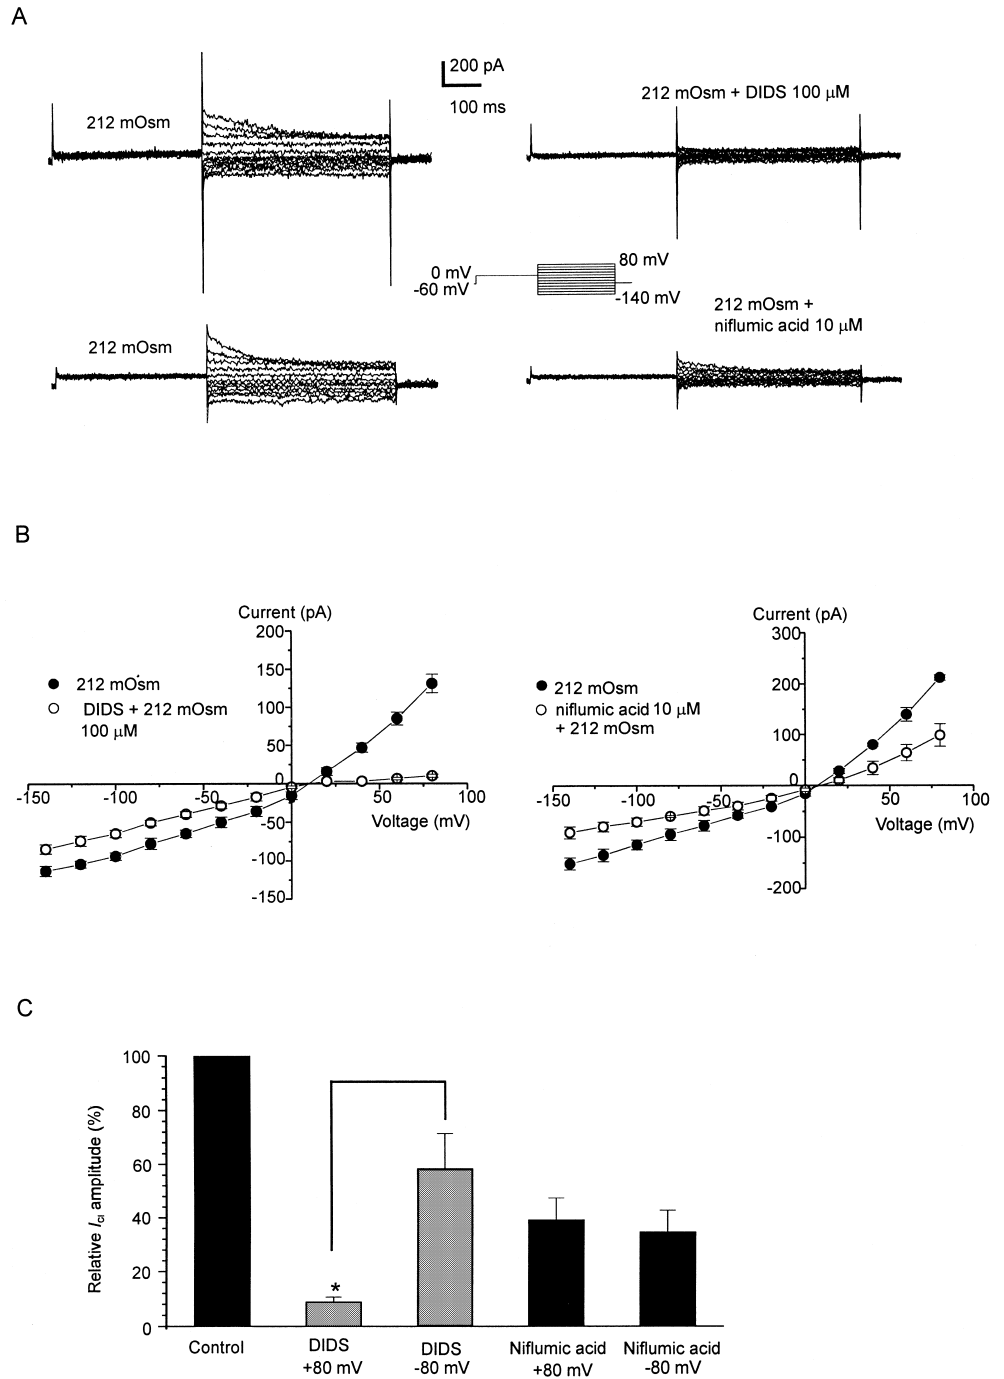 A
200 pA
100 ms
212 mOsm
212 mOsm + DIDS 100 µM
0 mV
-60 mV
80 mV
-140 mV
212 mOsm
212 mOsm +
niflumic acid 10 µM
B
Current (pA)
200
150
100
50
0
-50
-100
-150
-150
-100
-50
50
100
Voltage (mV)
212 mOsm
DIDS + 212 mOsm
100 µM
Current (pA)
300
200
100
0
-100
-200
-150
-100
-50
50
100
Voltage (mV)
212 mOsm
niflumic acid 10 µM
+ 212 mOsm
C
Relative ICl amplitude (%)
100
80
60
40
20
0
*
Control
DIDS
+80 mV
DIDS
-80 mV
Niflumic acid
+80 mV
Niflumic acid
-80 mV